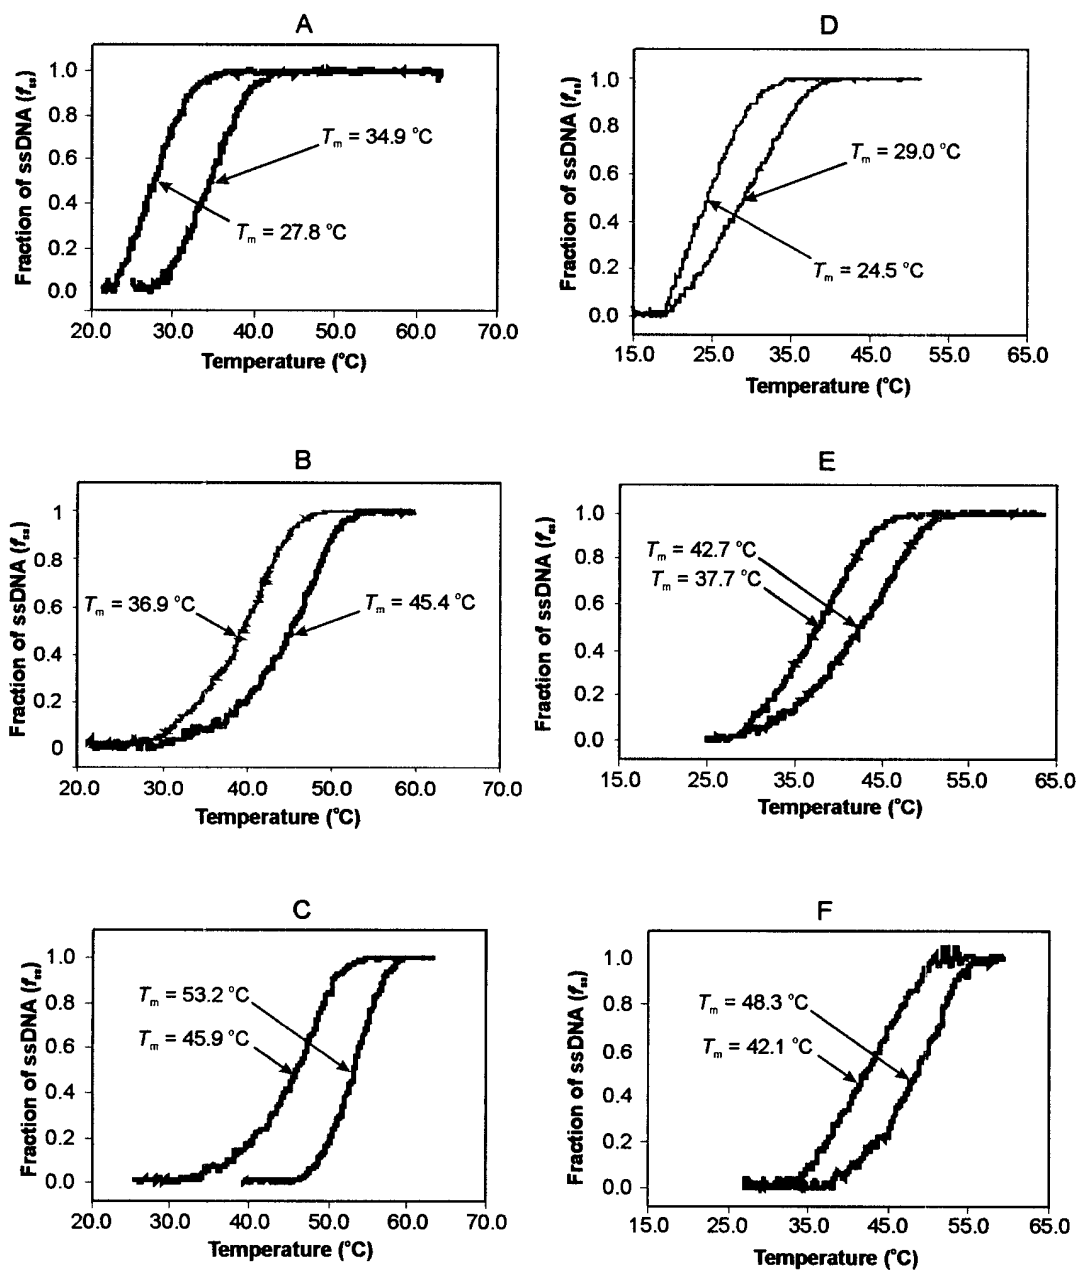 A
Fraction of ssDNA (fss)
1.0
0.8
0.6
0.4
0.2
0.0
Tm = 34.9 °C
Tm = 27.8 °C
20.0 30.0 40.0 50.0 60.0 70.0
Temperature (°C)
D
Fraction of ssDNA (fss)
1.0
0.8
0.6
0.4
0.2
0.0
Tm = 29.0 °C
Tm = 24.5 °C
15.0 25.0 35.0 45.0 55.0 65.0
Temperature (°C)
B
Fraction of ssDNA (fss)
1.0
0.8
0.6
0.4
0.2
0
Tm = 36.9 °C
Tm = 45.4 °C
20.0 30.0 40.0 50.0 60.0 70.0
Temperature (°C)
E
Fraction of ssDNA (fss)
1.0
0.8
0.6
0.4
0.2
0.0
Tm = 42.7 °C
Tm = 37.7 °C
15.0 25.0 35.0 45.0 55.0 65.0
Temperature (°C)
C
Fraction of ssDNA (fss)
1.0
0.8
0.6
0.4
0.2
0.0
Tm = 53.2 °C
Tm = 45.9 °C
20.0 30.0 40.0 50.0 60.0 70.0
Temperature (°C)
F
Fraction of ssDNA (fss)
1.0
0.8
0.6
0.4
0.2
0.0
Tm = 48.3 °C
Tm = 42.1 °C
15.0 25.0 35.0 45.0 55.0 65.0
Temperature (°C)